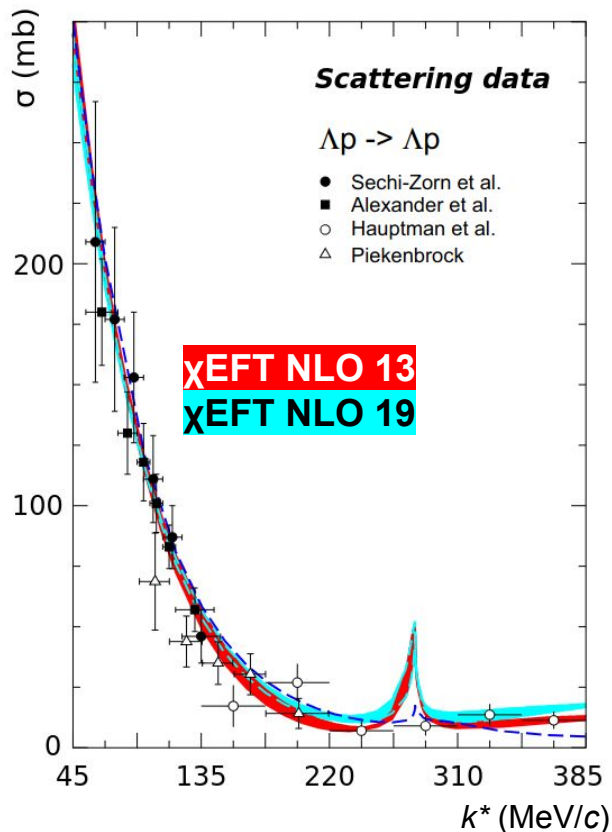 σ (mb)
200
100
0
Scattering data
Λp -> Λp
Sechi-Zorn et al.
Alexander et al.
Hauptman et al.
Piekenbrock
χEFT NLO 13
χEFT NLO 19
45 135 220 310 385
k* (MeV/c)